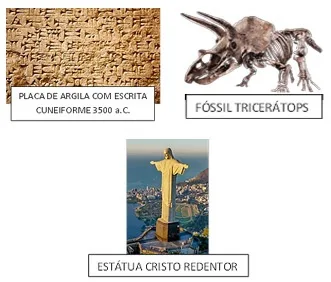 PLACA DE ARGILA COM ESCRITA
CUNEIFORME 3500 a.C.
FÓSSIL TRICERÁTOPS
ESTÁTUA CRISTO REDENTOR